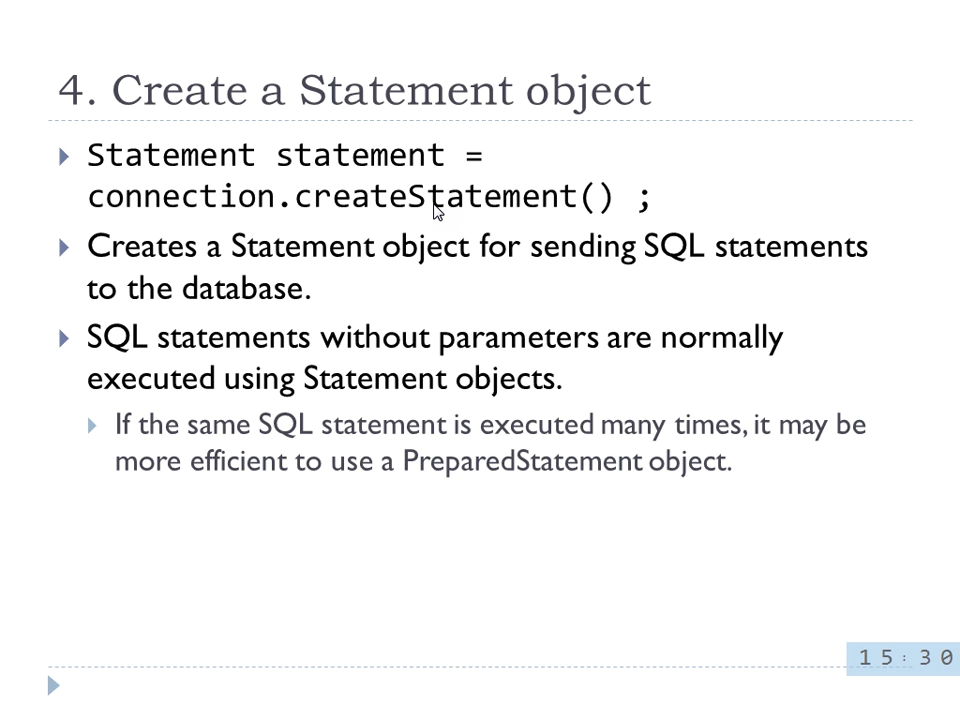 4. Create a Statement object
Statement statement =
connection.createStatement() ;
Creates a Statement object for sending SQL statements
to the database.
SQL statements without parameters are normally
executed using Statement objects.
If the same SQL statement is executed many times, it may be
more efficient to use a PreparedStatement object.
15:30